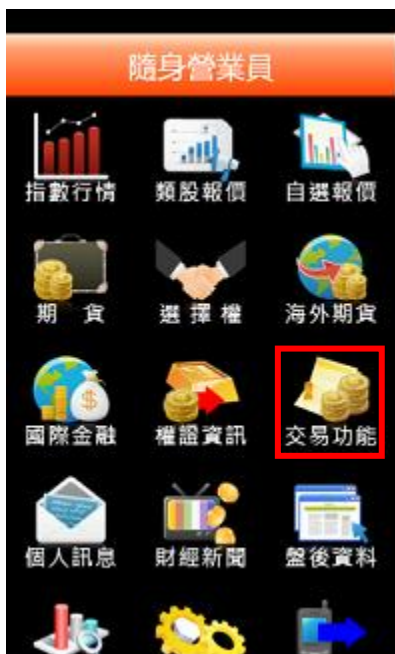 隨身營業員
指數行情 類股報價 自選報價
期貨 選擇權 海外期貨
國際金融 權證資訊 交易功能
個人訊息 財經新聞 盤後資料